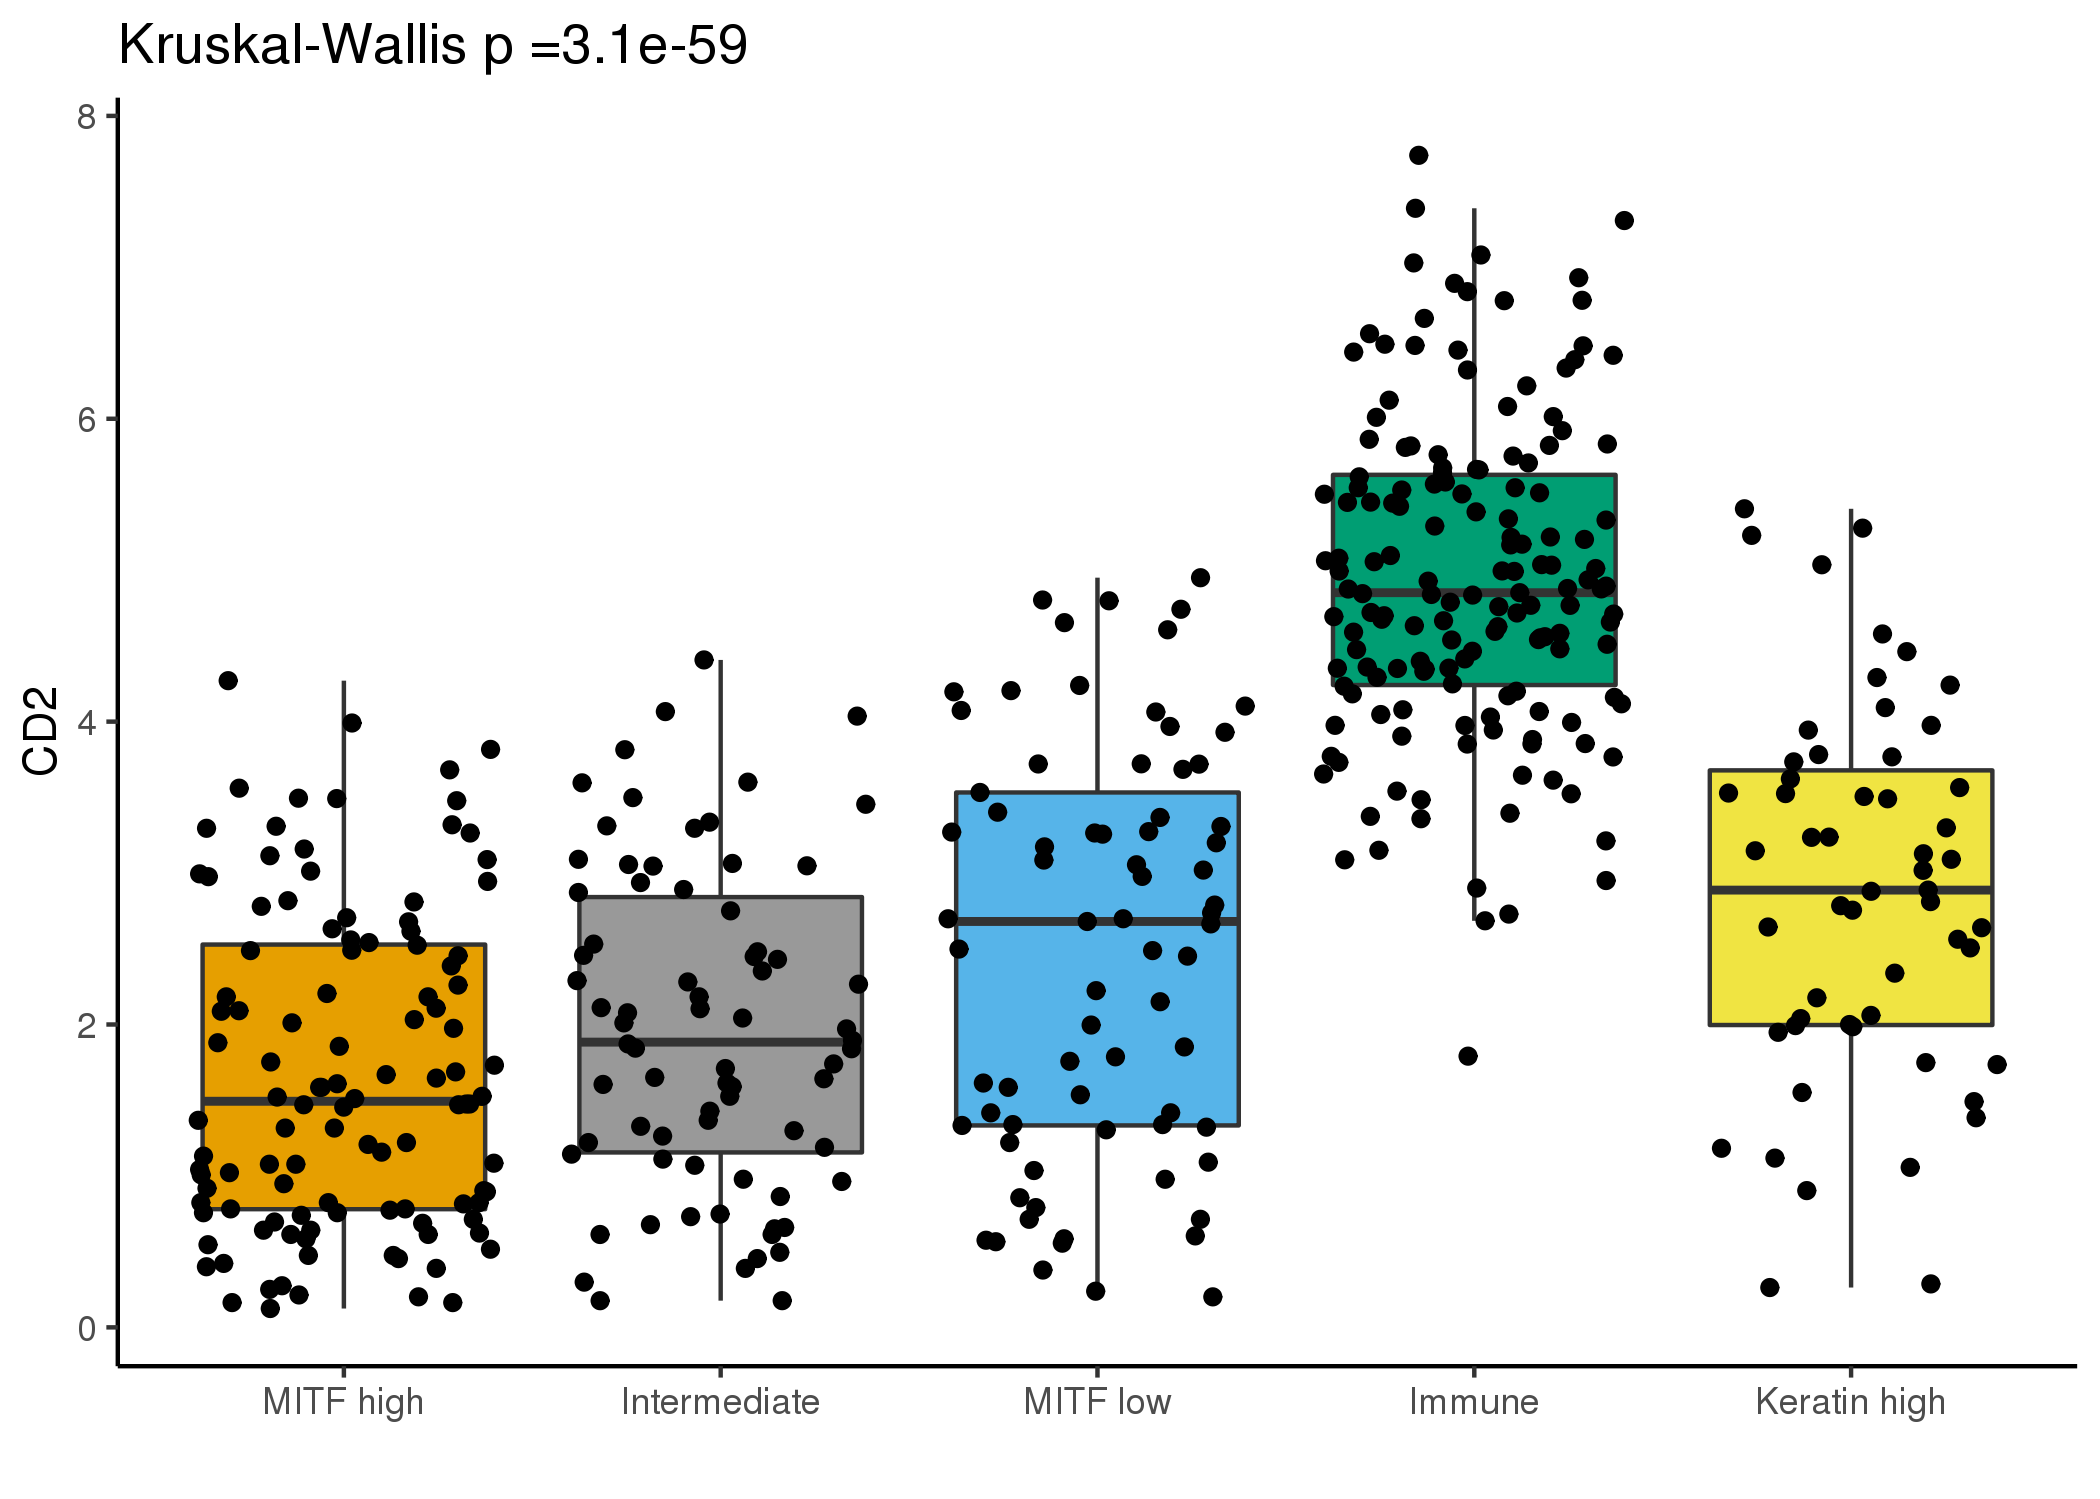 Kruskal-Wallis p =3.1e-59
8
6
4
2
0
CD2
MITF high
Intermediate
MITF low
Immune
Keratin high